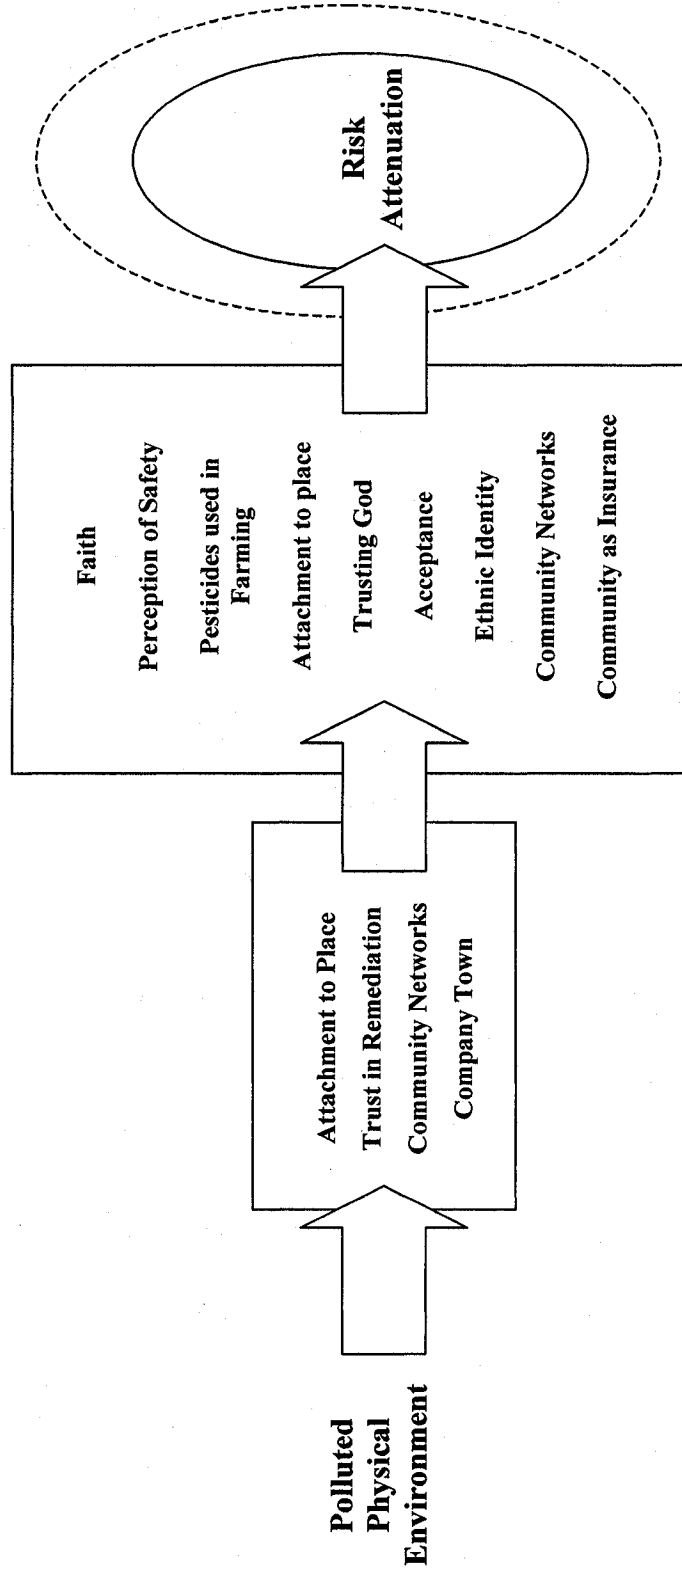 Polluted
Physical
Environment
Attachment to Place
Trust in Remediation
Community Networks
Company Town
Faith
Perception of Safety
Pesticides used in
Farming
Attachment to place
Trusting God
Acceptance
Ethnic Identity
Community Networks
Community as Insurance
Risk
Attenuation